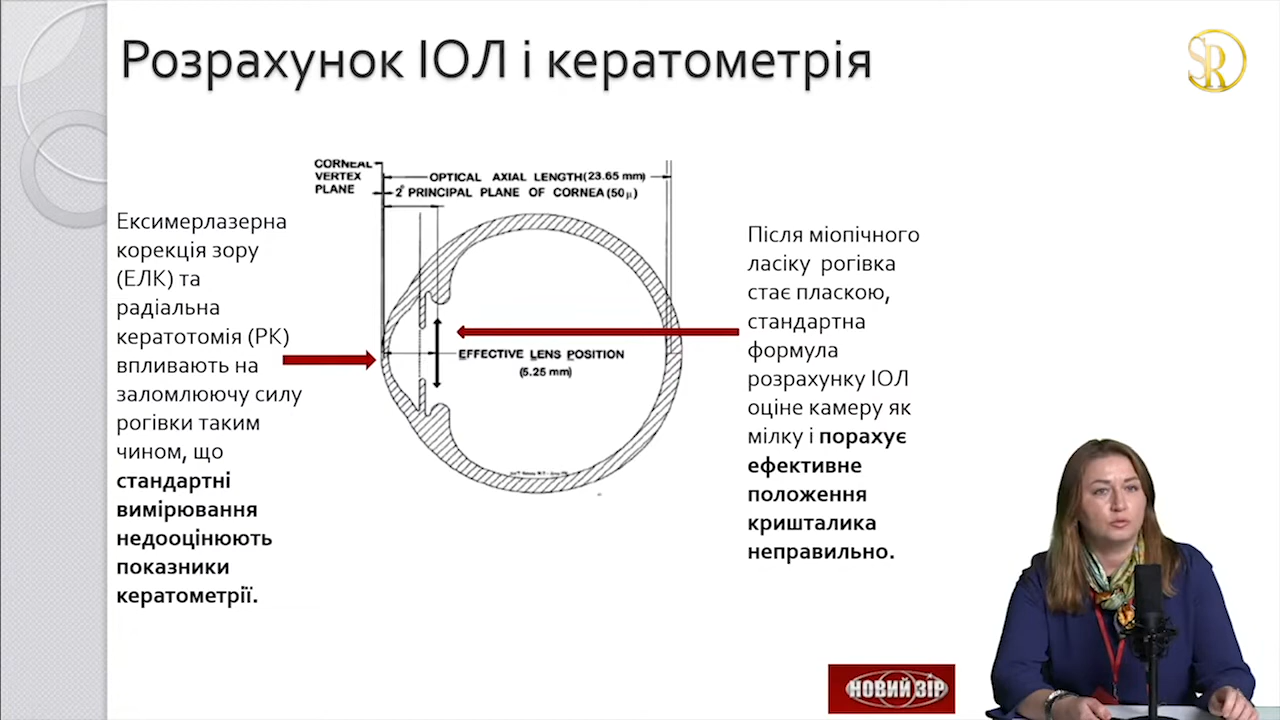 Розрахунок ІОЛ і кератометрія
SR
CORNEAL
VERTEX
PLANE
OPTICAL AXIAL LENGTH (23.65 mm)
2° PRINCIPAL PLANE OF CORNEA (50 μ)
Ексимерлазерна
корекція зору
(ЕЛК) та
радіальна
кератотомія (РК)
впливають на
заломлюючу силу
рогівки таким
чином, що
стандартні
вимірювання
недооцінюють
показники
кератометрії.
EFFECTIVE LENS POSITION
(5.25 mm)
Після міопічного
ласіку рогівка
стає пласкою,
стандартна
формула
розрахунку ІОЛ
оціне камеру як
мілку і порахує
ефективне
положення
кришталика
неправильно.
НОВИЙ ЗІР